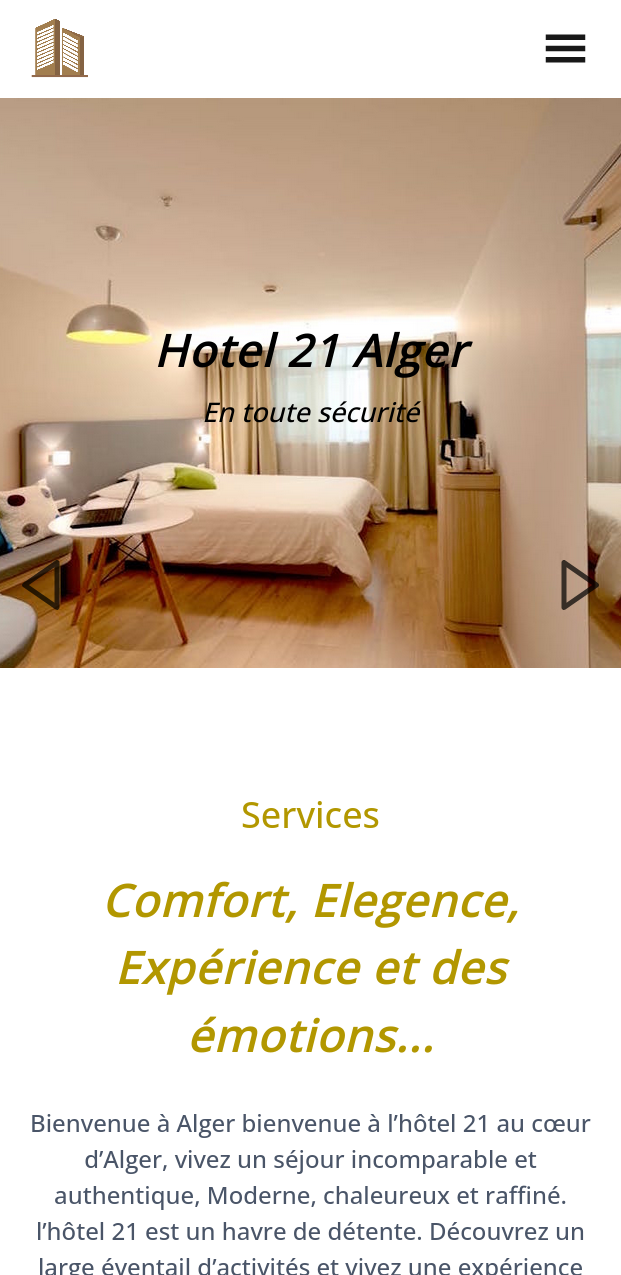 Hotel 21 Alger
En toute sécurité
Services
Comfort, Elegence,
Expérience et des
émotions...
Bienvenue à Alger bienvenue à l’hôtel 21 au cœur
d’Alger, vivez un séjour incomparable et
authentique, Moderne, chaleureux et raffiné.
l’hôtel 21 est un havre de détente. Découvrez un
large éventail d’activités et vivez une expérience